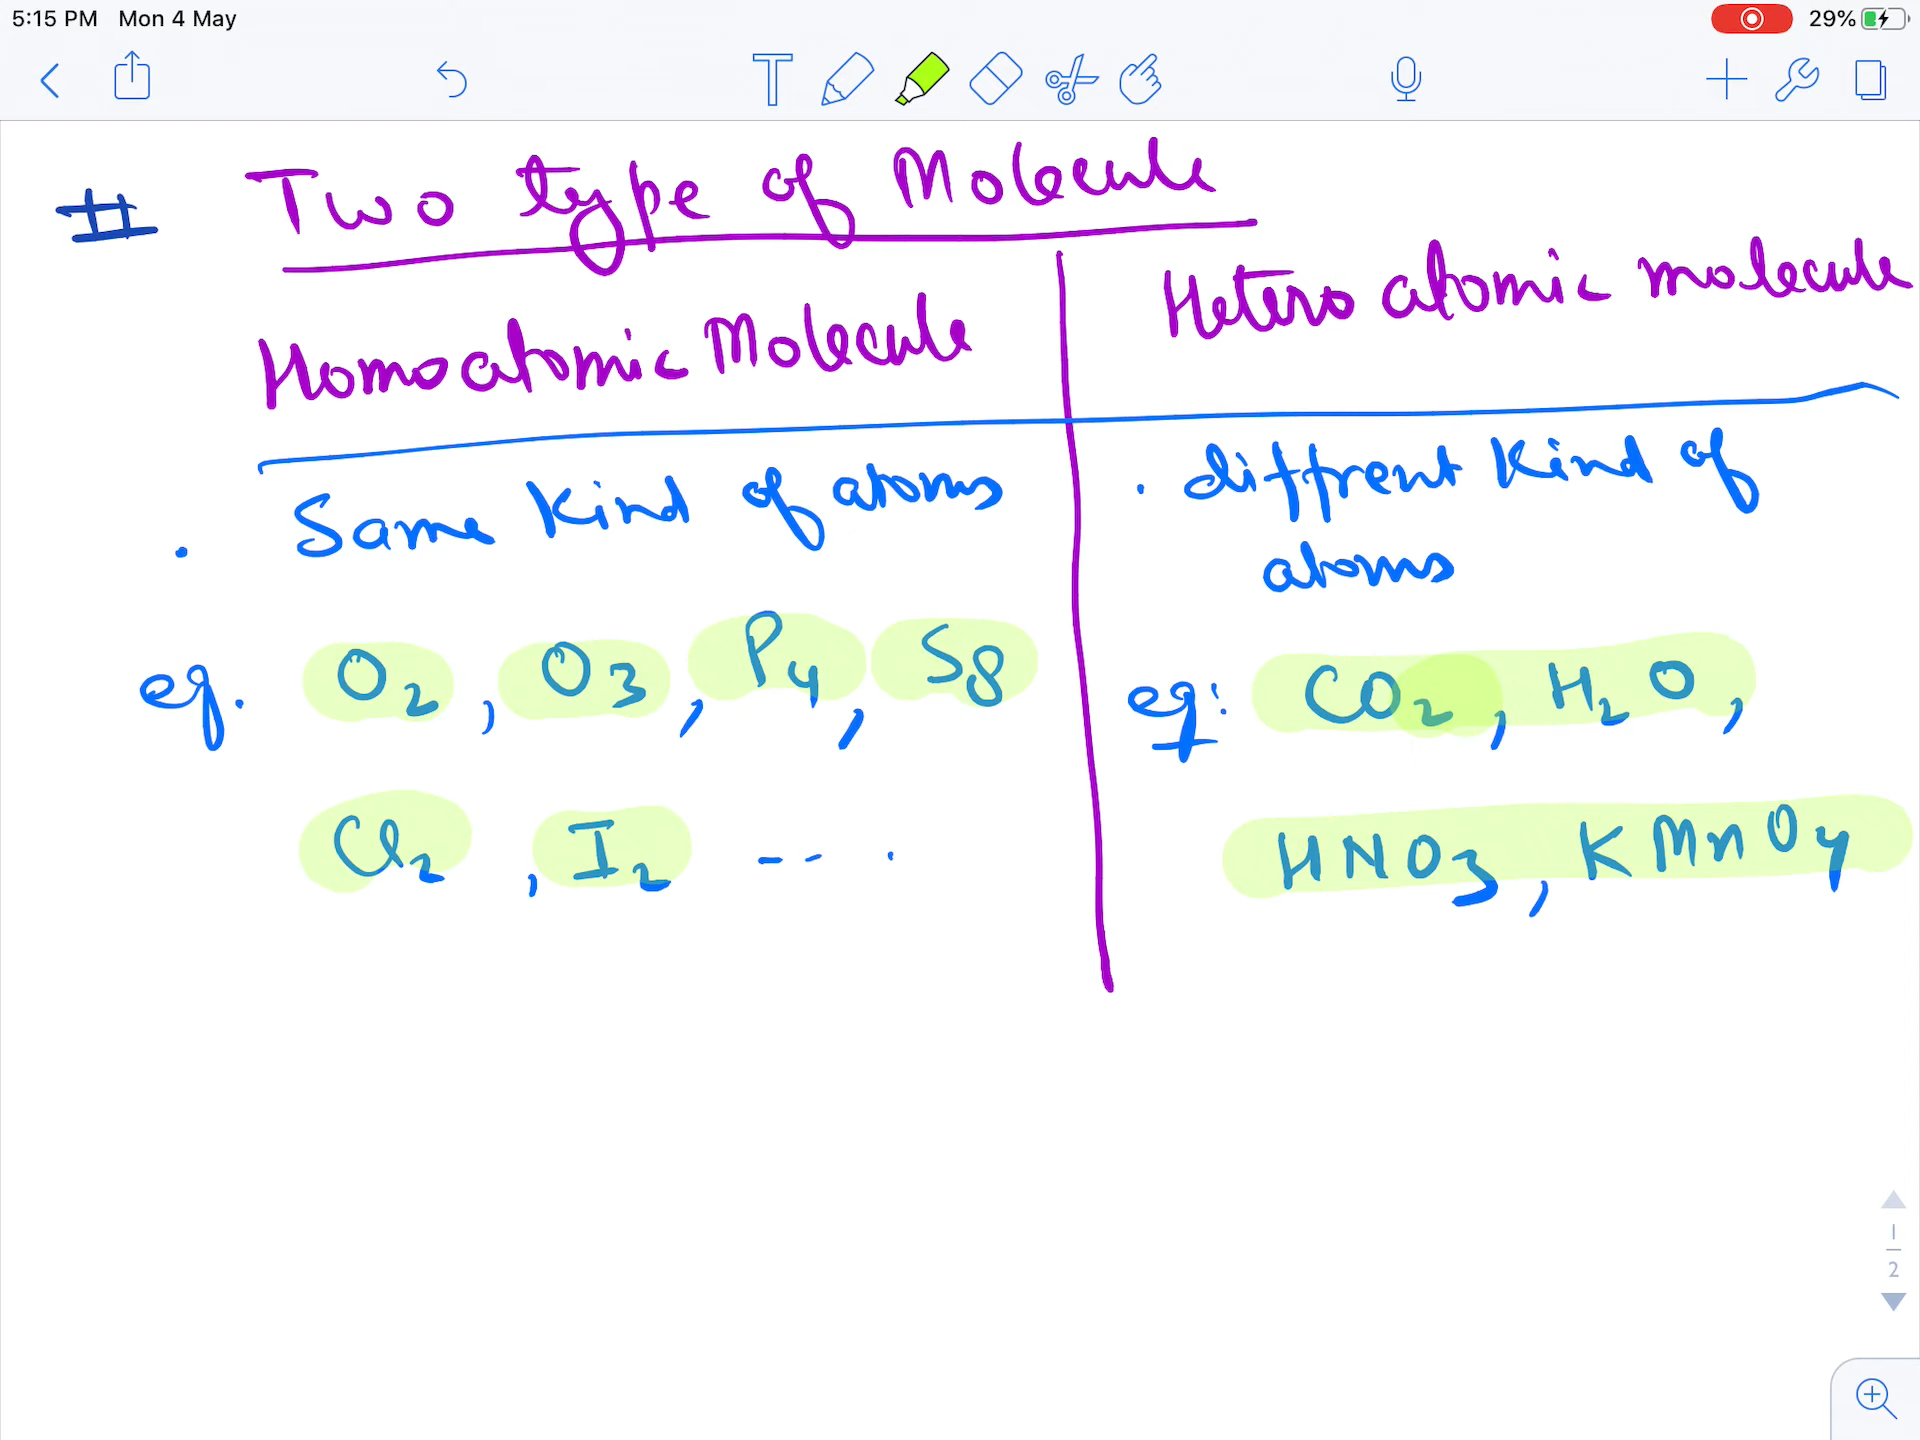 5:15 PM Mon 4 May
29%
II Two type of Molecule
Homoatomic Molecule
Hetero atomic molecule
. Same kind of atoms
. diffrent kind of
atoms
eg. O2, O3, P4, S8
Cl2, I2 -- .
eg: CO2, H2O,
HNO3, KMnO4
1
2